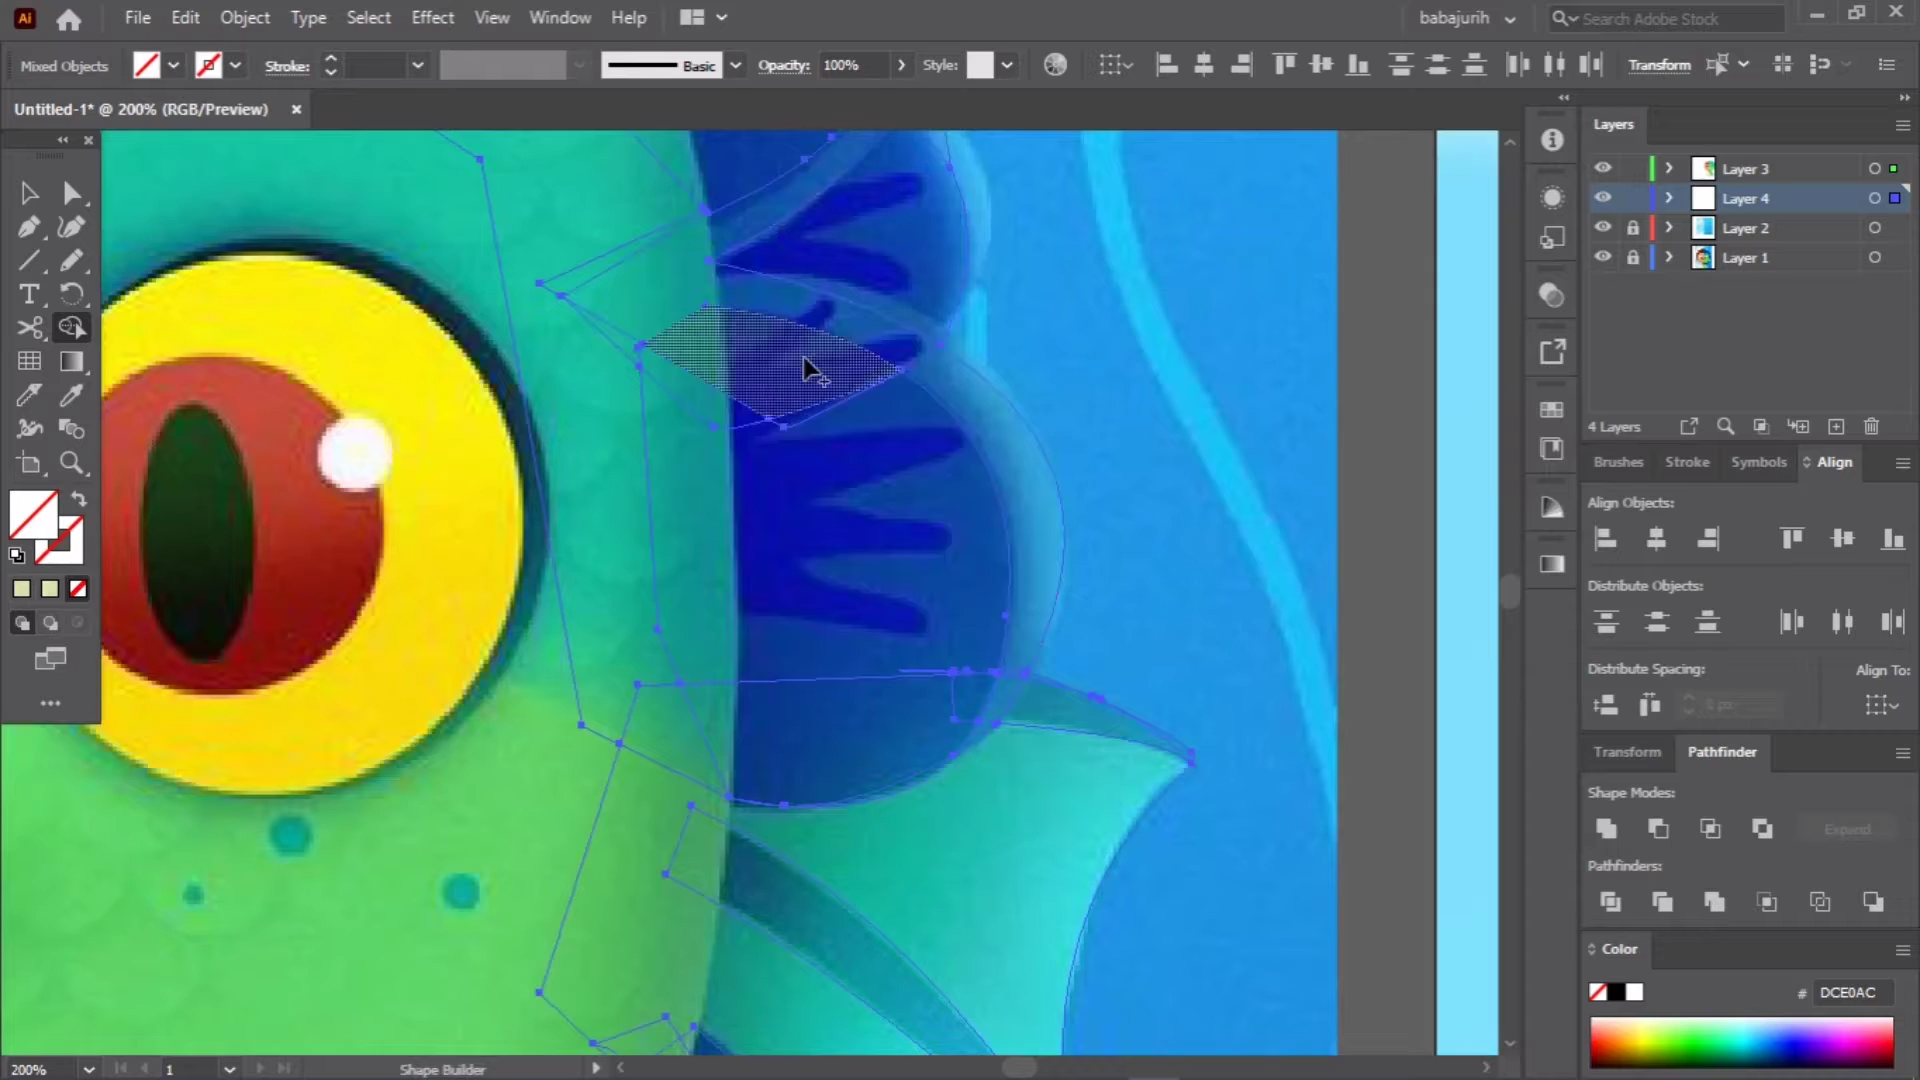 Ai File Edit Object Type Select Effect View Window Help babajurih Search Adobe Stock
Mixed Objects Stroke: Basic Opacity: 100% Style: Transform
Untitled-1* @ 200% (RGB/Preview)
Layers
Layer 3
Layer 4
Layer 2
Layer 1
4 Layers
Brushes Stroke Symbols Align
Align Objects:
Distribute Objects:
Distribute Spacing: Align To:
0 px
Transform Pathfinder
Shape Modes:
Expand
Pathfinders:
Color
# DCE0AC
200% 1 Shape Builder